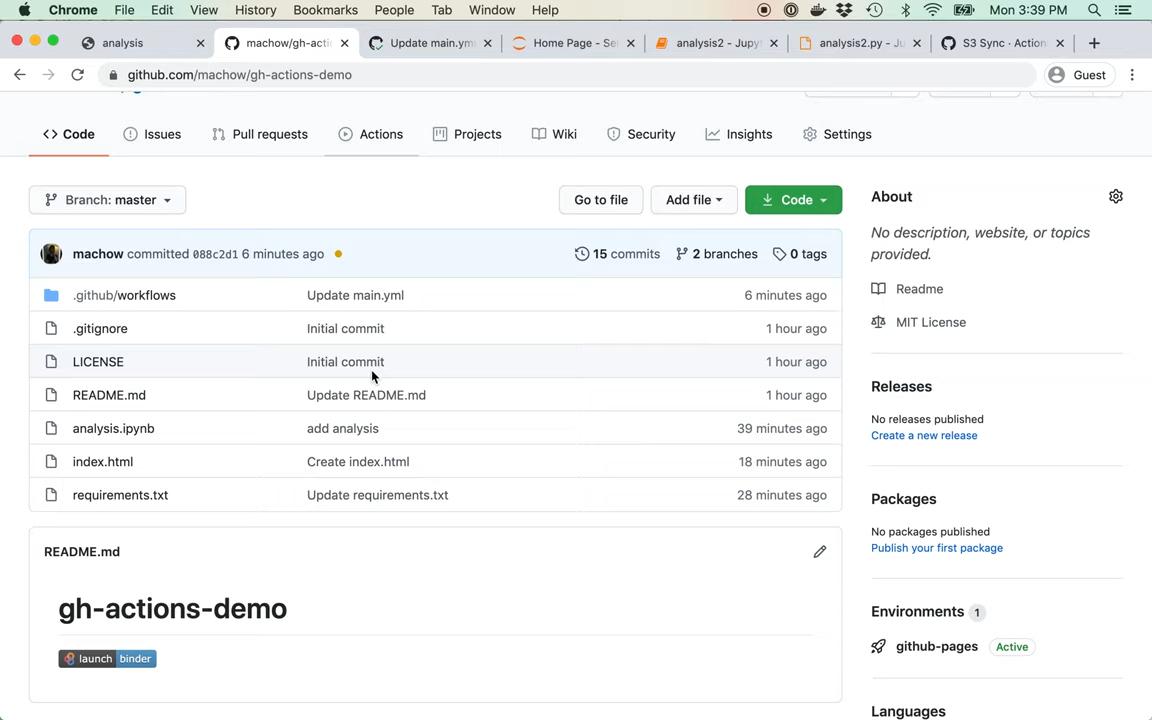 Chrome File Edit View History Bookmarks People Tab Window Help Mon 3:39 PM
analysis machow/gh-acti Update main.ym Home Page - Se analysis2 - Jupy analysis2.py - Ju S3 Sync · Action
github.com/machow/gh-actions-demo Guest
Code Issues Pull requests Actions Projects Wiki Security Insights Settings
Branch: master Go to file Add file Code
machow committed 088c2d1 6 minutes ago 15 commits 2 branches 0 tags
.github/workflows Update main.yml 6 minutes ago
.gitignore Initial commit 1 hour ago
LICENSE Initial commit 1 hour ago
README.md Update README.md 1 hour ago
analysis.ipynb add analysis 39 minutes ago
index.html Create index.html 18 minutes ago
requirements.txt Update requirements.txt 28 minutes ago
README.md
gh-actions-demo
launch binder
About
No description, website, or topics
provided.
Readme
MIT License
Releases
No releases published
Create a new release
Packages
No packages published
Publish your first package
Environments 1
github-pages Active
Languages